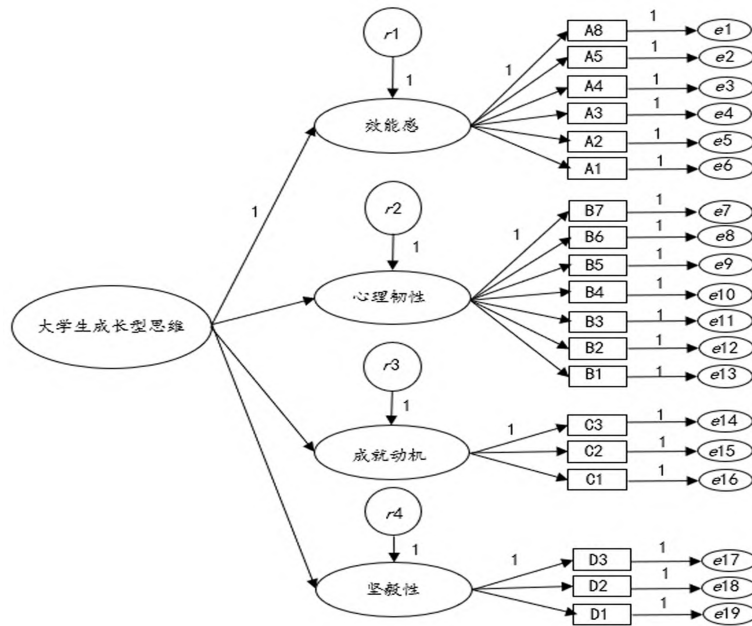 r1
1
1
A8
1
e1
A5
1
e2
A4
1
e3
A3
1
e4
A2
1
e5
A1
1
e6
效能感
1
r2
1
1
B7
1
e7
B6
1
e8
B5
1
e9
B4
1
e10
B3
1
e11
B2
1
e12
B1
1
e13
心理韧性
大学生成长型思维
r3
1
1
C3
1
e14
C2
1
e15
C1
1
e16
成就动机
r4
1
1
D3
1
e17
D2
1
e18
D1
1
e19
坚毅性